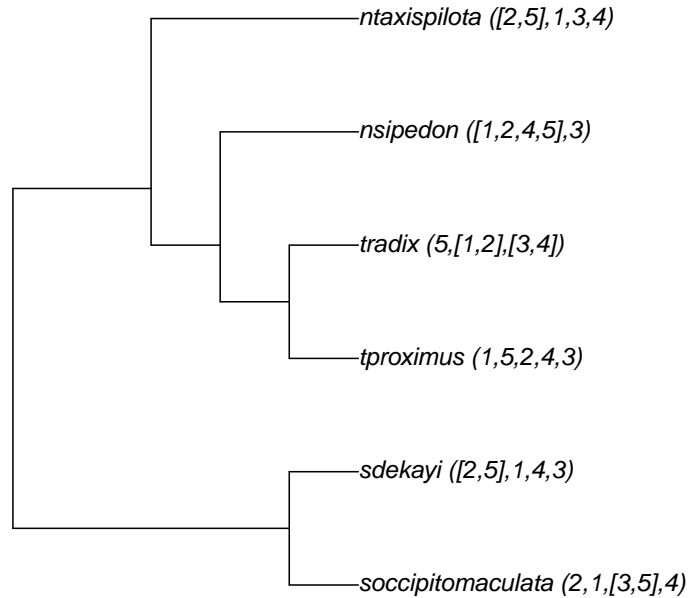 ntaxispilota ([2,5],1,3,4)
nsipedon ([1,2,4,5],3)
tradix (5,[1,2],[3,4])
tproximus (1,5,2,4,3)
sdekayi ([2,5],1,4,3)
soccipitomaculata (2,1,[3,5],4)